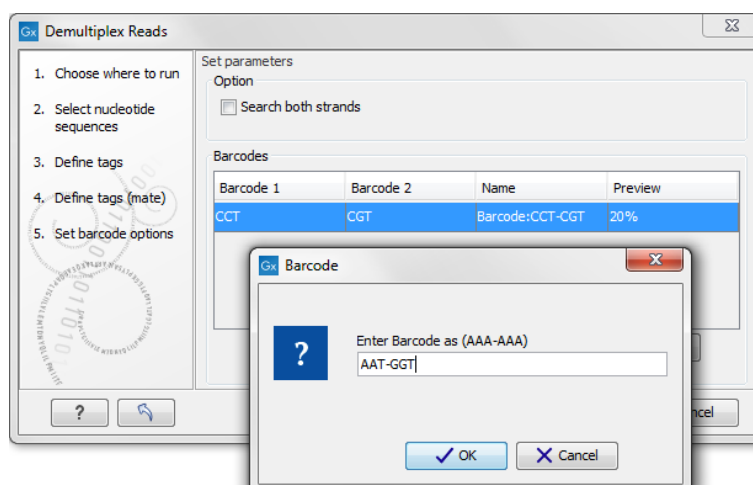 Gx Demultiplex Reads
1. Choose where to run
2. Select nucleotide
sequences
3. Define tags
4. Define tags (mate)
5. Set barcode options
Set parameters
Option
Search both strands
Barcodes
Barcode 1 Barcode 2 Name Preview
CCT CGT Barcode:CCT-CGT 20%
Gx Barcode
?
Enter Barcode as (AAA-AAA)
AAT-GGT
OK Cancel
?